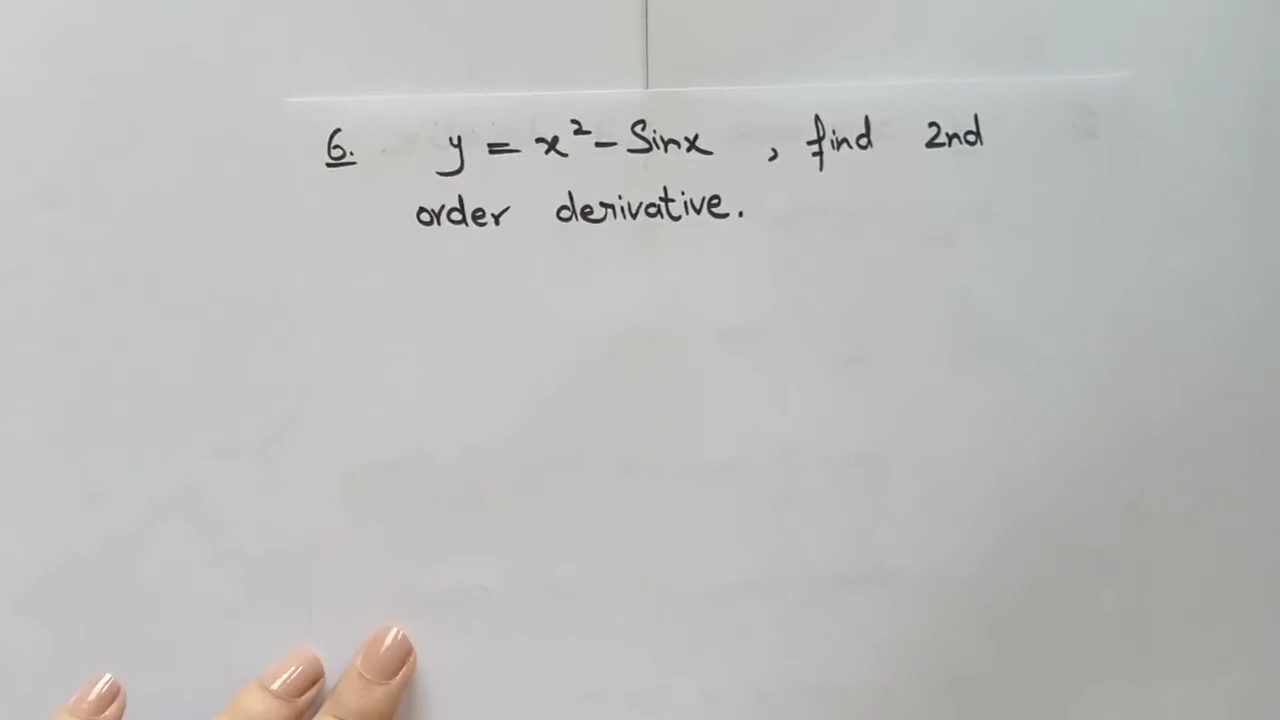 6. y = x² - Sinx , find 2nd
order derivative.